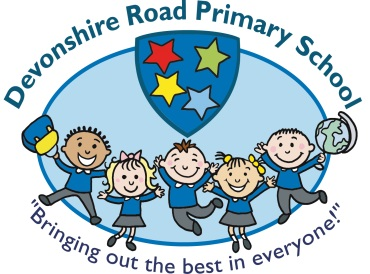 Devonshire Road Primary School
"Bringing out the best in everyone!"